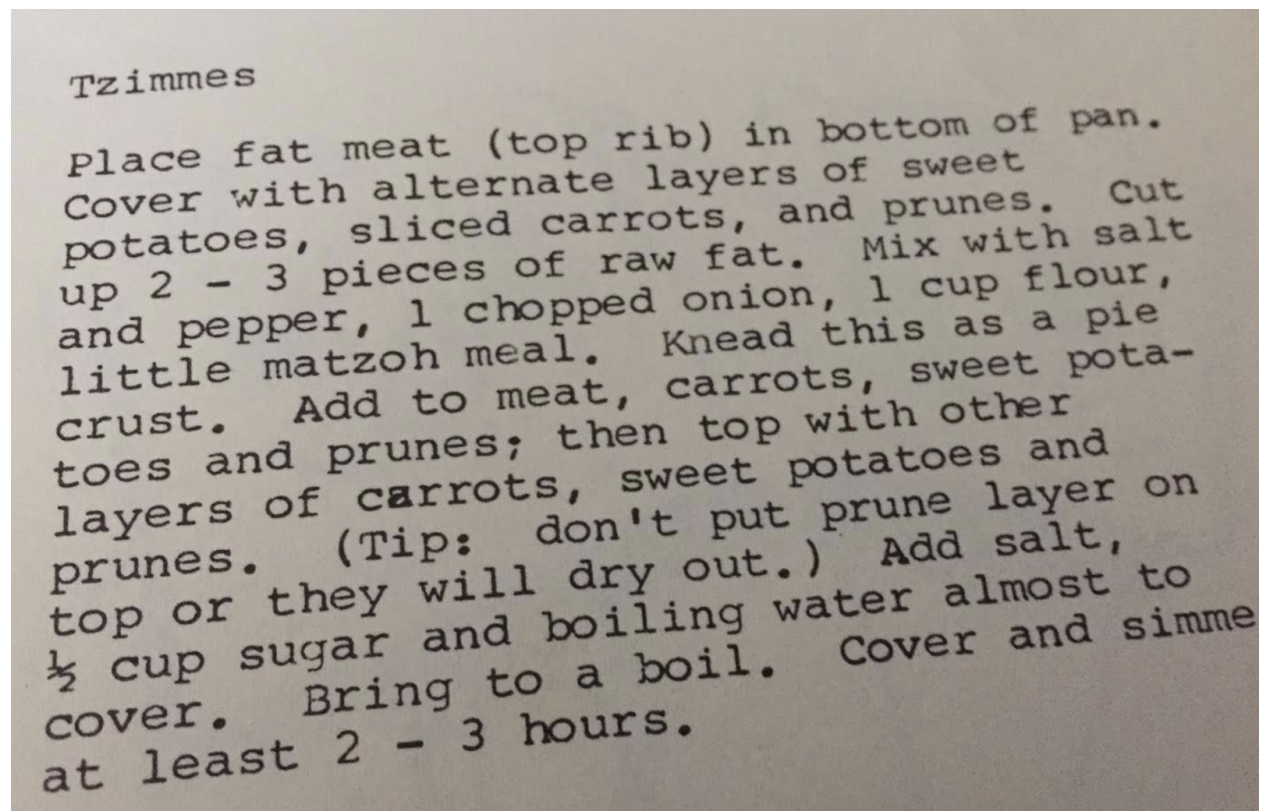 Tzimmes
Place fat meat (top rib) in bottom of pan.
Cover with alternate layers of sweet
potatoes, sliced carrots, and prunes. Cut
up 2 - 3 pieces of raw fat. Mix with salt
and pepper, 1 chopped onion, 1 cup flour,
little matzoh meal. Knead this as a pie
crust. Add to meat, carrots, sweet pota-
toes and prunes; then top with other
layers of carrots, sweet potatoes and
prunes. (Tip: don't put prune layer on
top or they will dry out.) Add salt,
½ cup sugar and boiling water almost to
cover. Bring to a boil. Cover and simme
at least 2 - 3 hours.